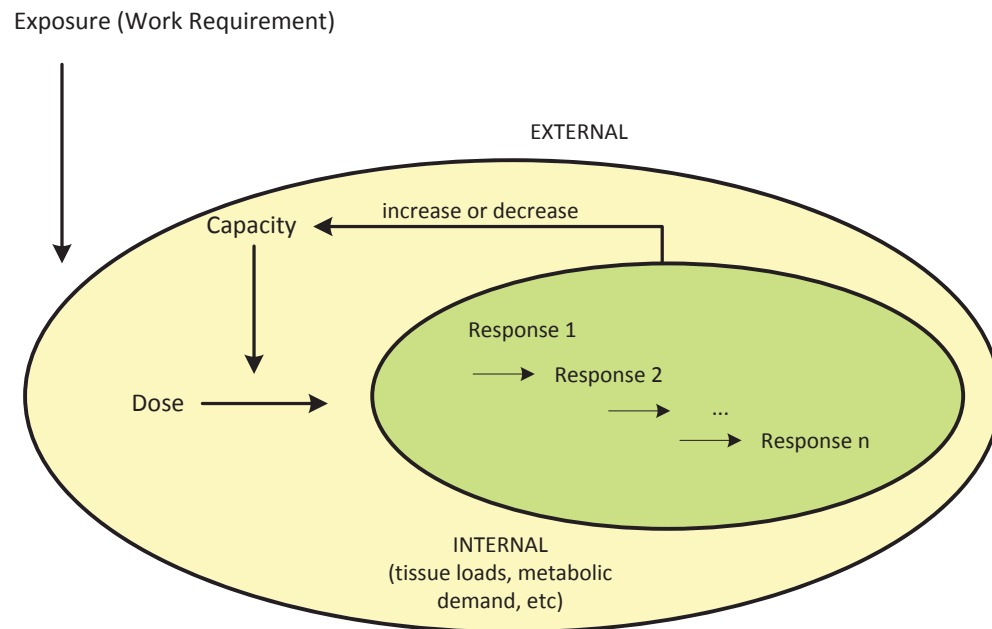 Exposure (Work Requirement)
EXTERNAL
increase or decrease
Capacity
Response 1
Response 2
Dose
...
Response n
INTERNAL
(tissue loads, metabolic
demand, etc)